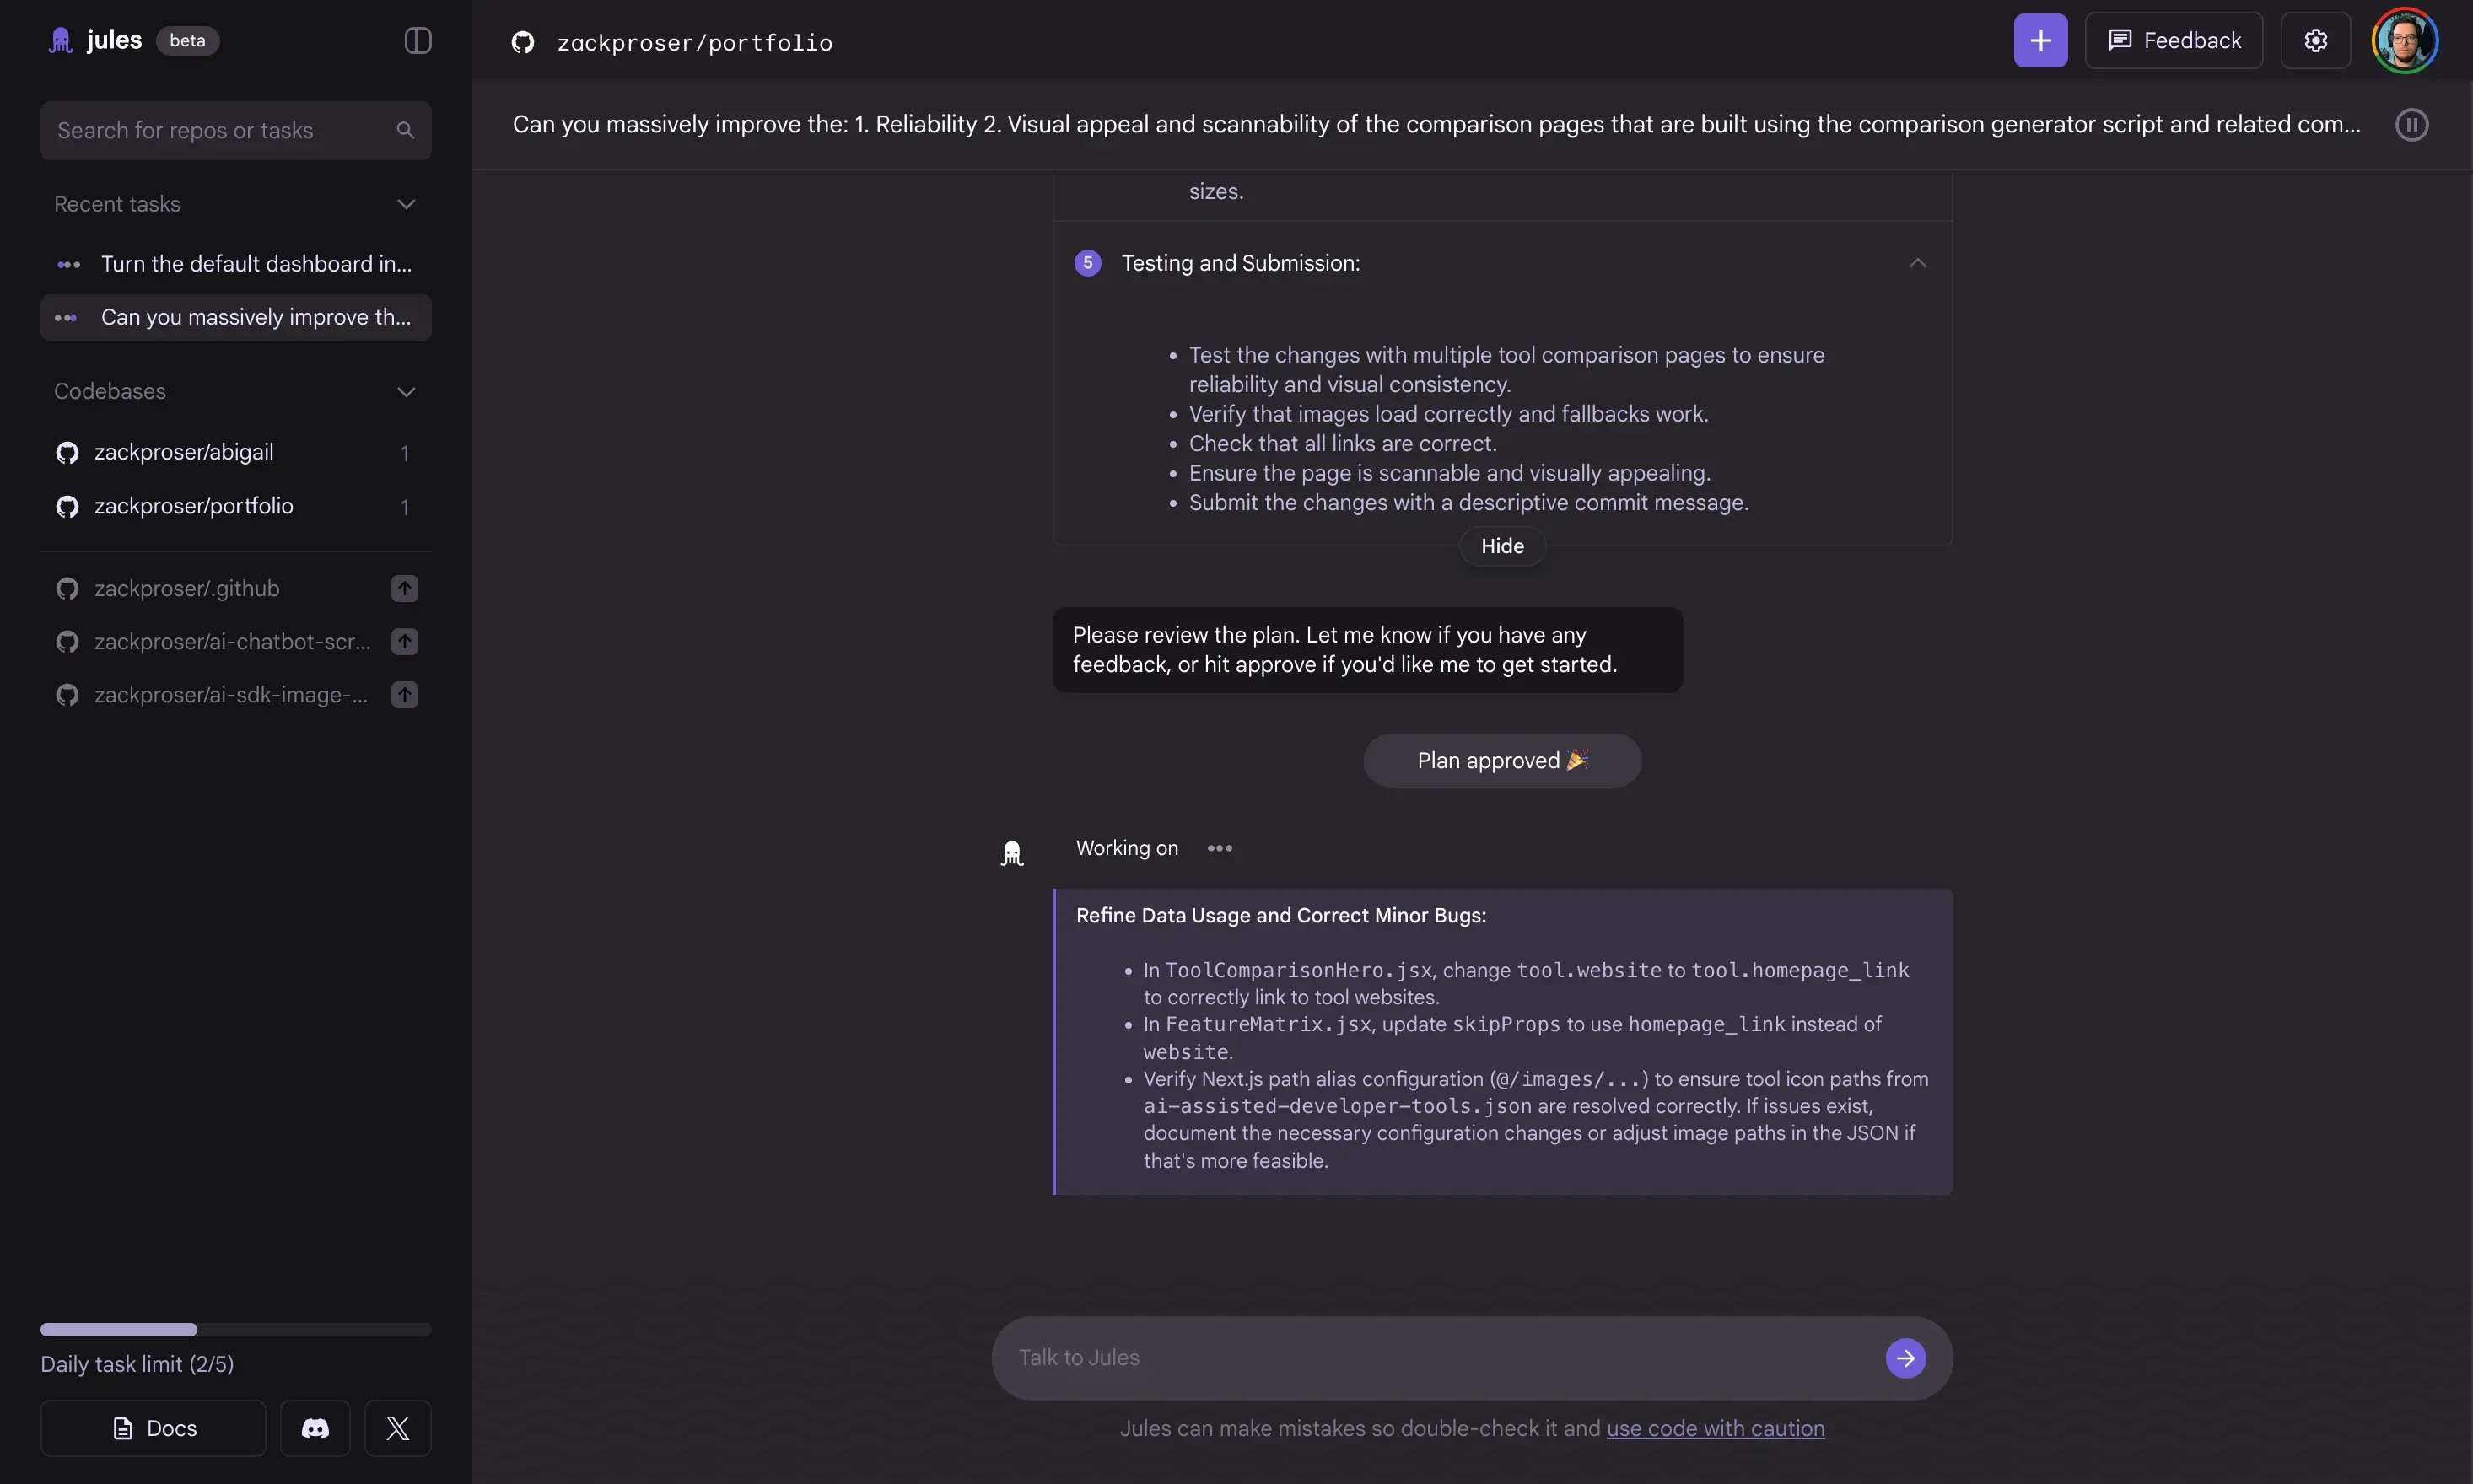 jules beta
Search for repos or tasks
Recent tasks
Turn the default dashboard in...
Can you massively improve th...
Codebases
zackproser/abigail 1
zackproser/portfolio 1
zackproser/.github
zackproser/ai-chatbot-scr...
zackproser/ai-sdk-image-...
Daily task limit (2/5)
Docs
zackproser/portfolio
Feedback
Can you massively improve the: 1. Reliability 2. Visual appeal and scannability of the comparison pages that are built using the comparison generator script and related com...
sizes.
5 Testing and Submission:
• Test the changes with multiple tool comparison pages to ensure
reliability and visual consistency.
• Verify that images load correctly and fallbacks work.
• Check that all links are correct.
• Ensure the page is scannable and visually appealing.
• Submit the changes with a descriptive commit message.
Hide
Please review the plan. Let me know if you have any
feedback, or hit approve if you'd like me to get started.
Plan approved 🎉
Working on
Refine Data Usage and Correct Minor Bugs:
• In ToolComparisonHero.jsx, change tool.website to tool.homepage_link
to correctly link to tool websites.
• In FeatureMatrix.jsx, update skipProps to use homepage_link instead of
website.
• Verify Next.js path alias configuration (@/images/...) to ensure tool icon paths from
ai-assisted-developer-tools.json are resolved correctly. If issues exist,
document the necessary configuration changes or adjust image paths in the JSON if
that's more feasible.
Talk to Jules
Jules can make mistakes so double-check it and use code with caution